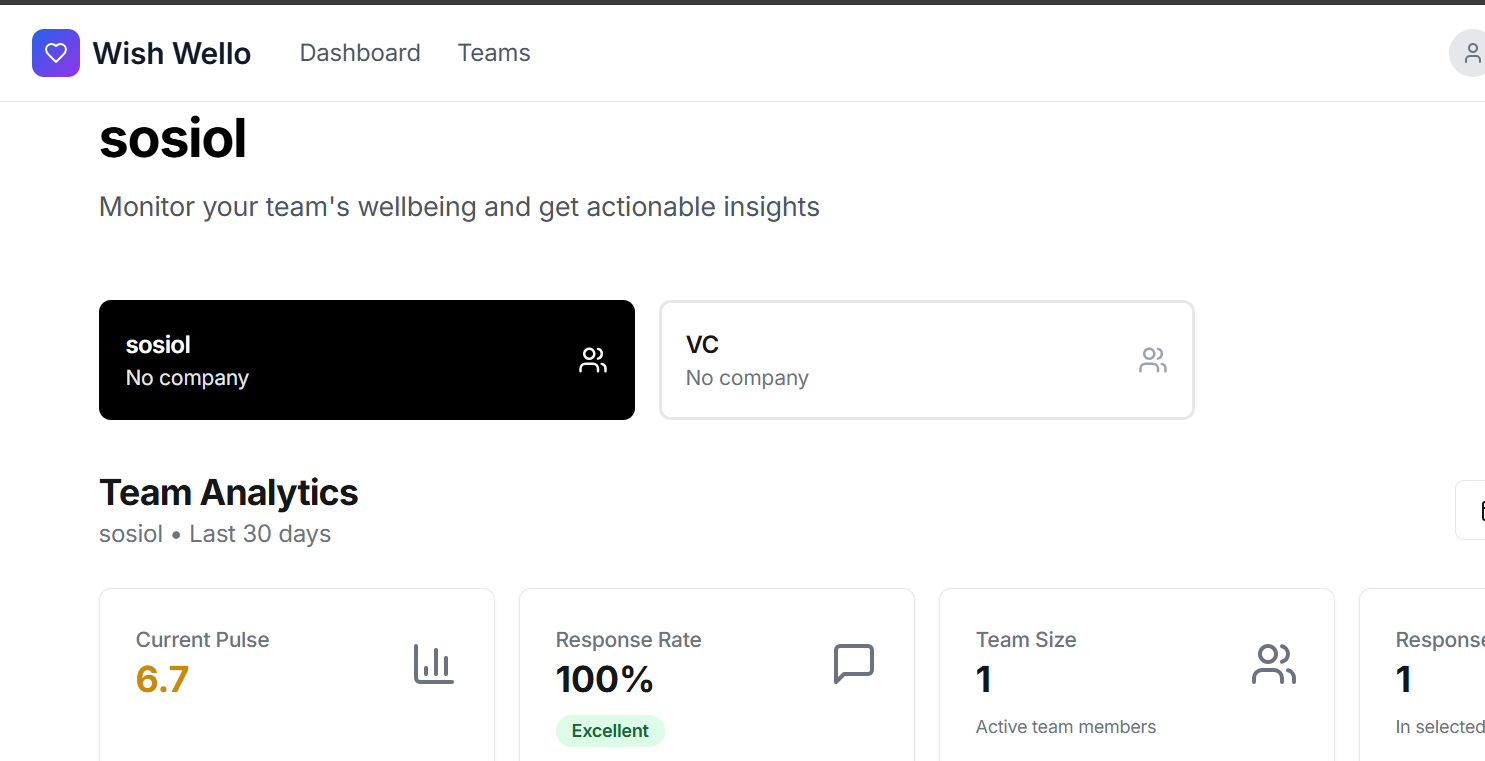 Wish Wello Dashboard Teams
sosiol
Monitor your team's wellbeing and get actionable insights
sosiol
No company
VC
No company
Team Analytics
sosiol • Last 30 days
Current Pulse
6.7
Response Rate
100%
Excellent
Team Size
1
Active team members
Response
1
In selected